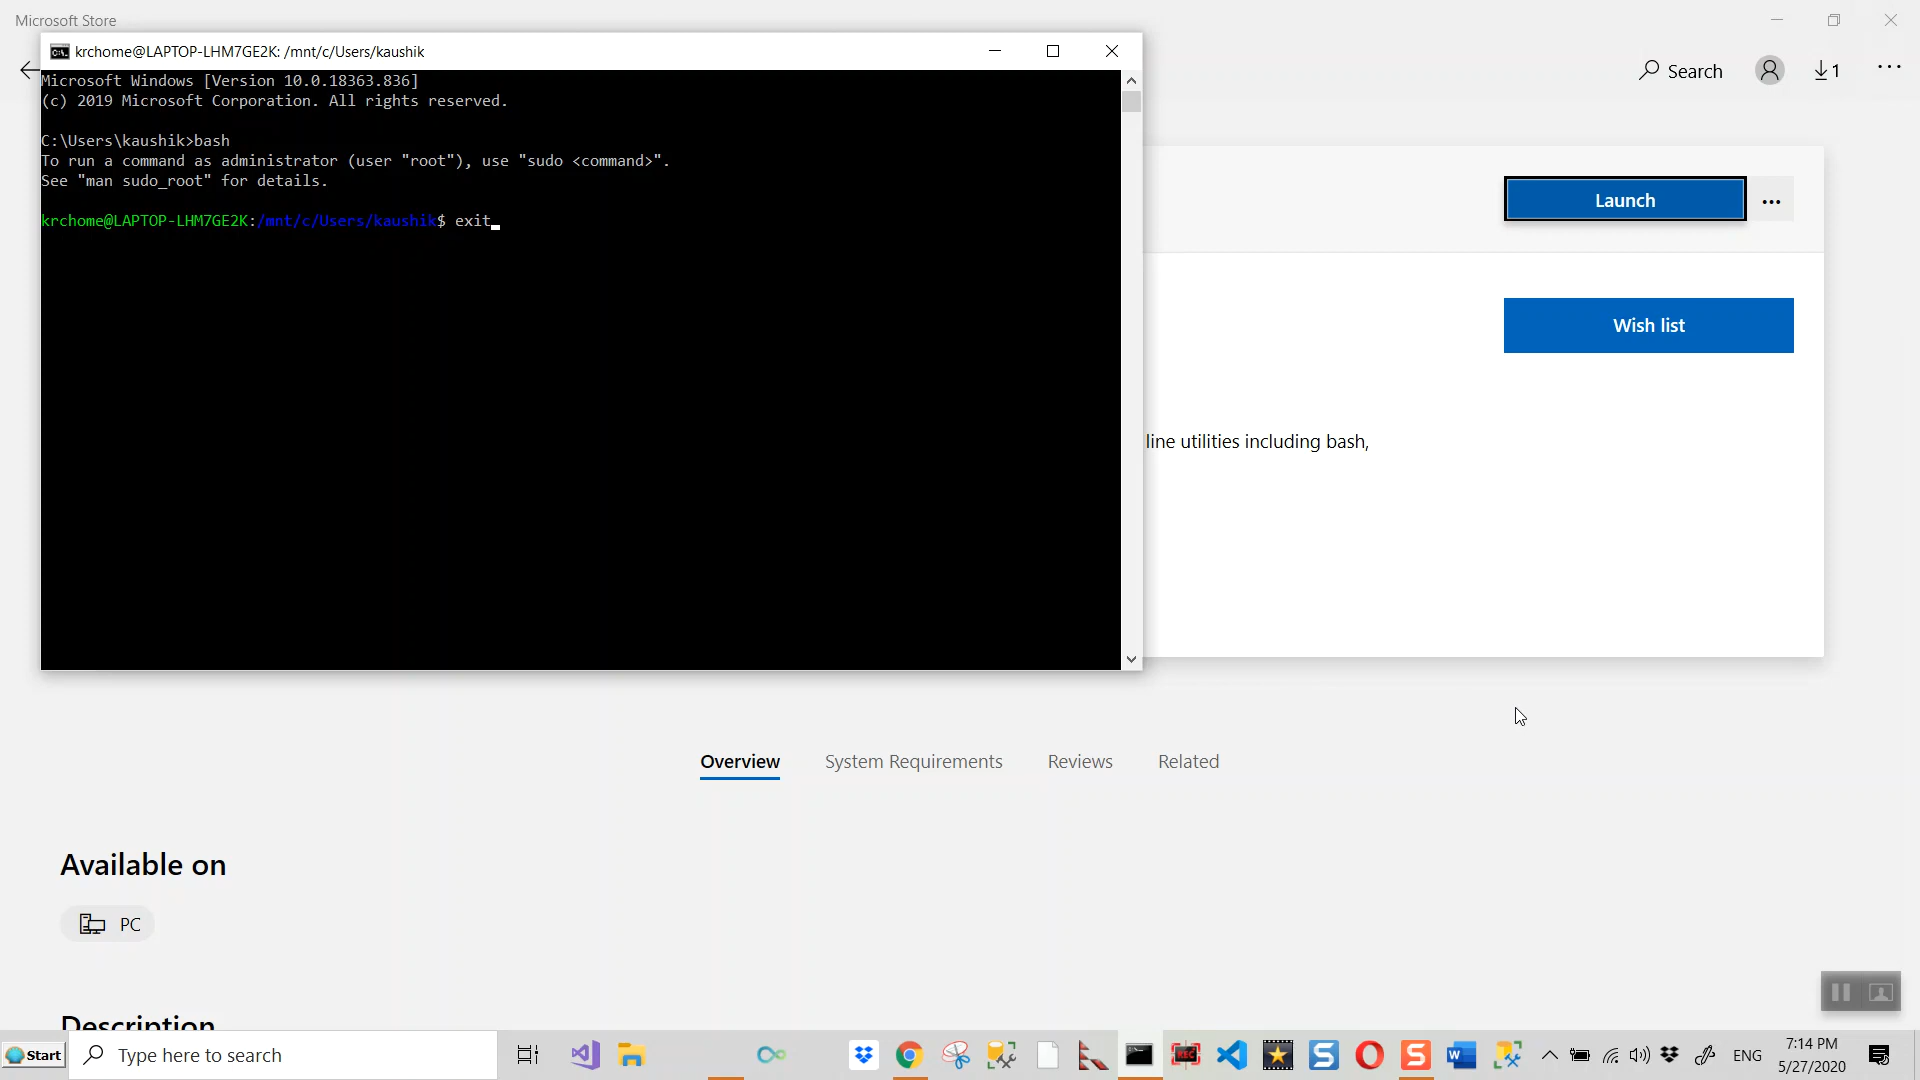 Microsoft Store
krchome@LAPTOP-LHM7GE2K: /mnt/c/Users/kaushik
Microsoft Windows [Version 10.0.18363.836]
(c) 2019 Microsoft Corporation. All rights reserved.
C:\Users\kaushik>bash
To run a command as administrator (user "root"), use "sudo <command>".
See "man sudo_root" for details.
krchome@LAPTOP-LHM7GE2K:/mnt/c/Users/kaushik$ exit_
Search
1
Launch
Wish list
line utilities including bash,
Overview System Requirements Reviews Related
Available on
PC
Description
Start
Type here to search
REC
ENG
7:14 PM
5/27/2020